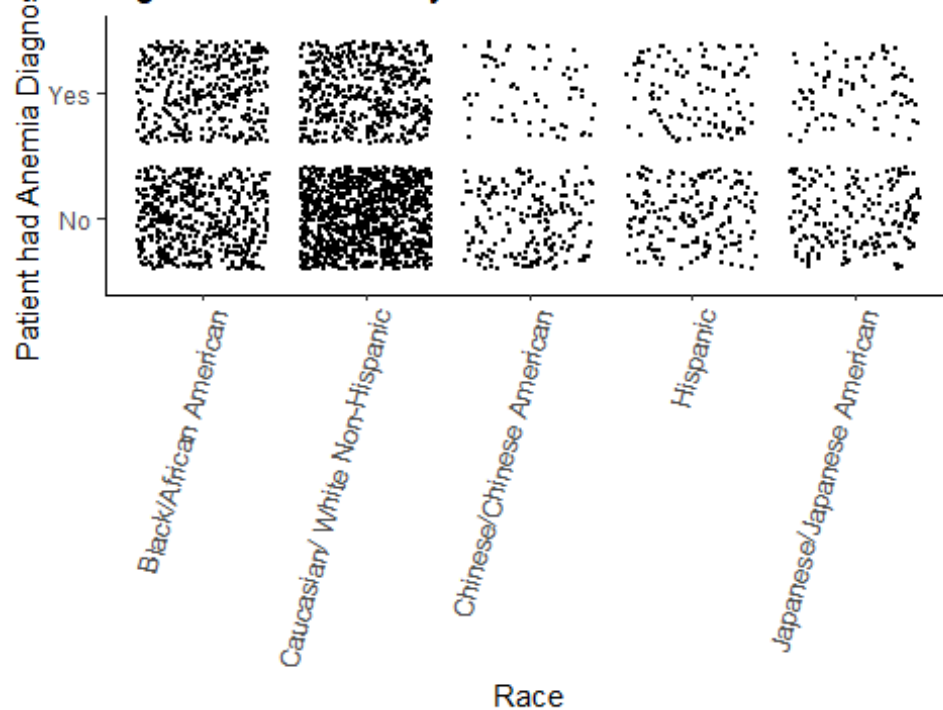 Patient had Anemia Diagnos
Yes
No
Black/African American
Caucasian/ White Non-Hispanic
Chinese/Chinese American
Hispanic
Japanese/Japanese American
Race